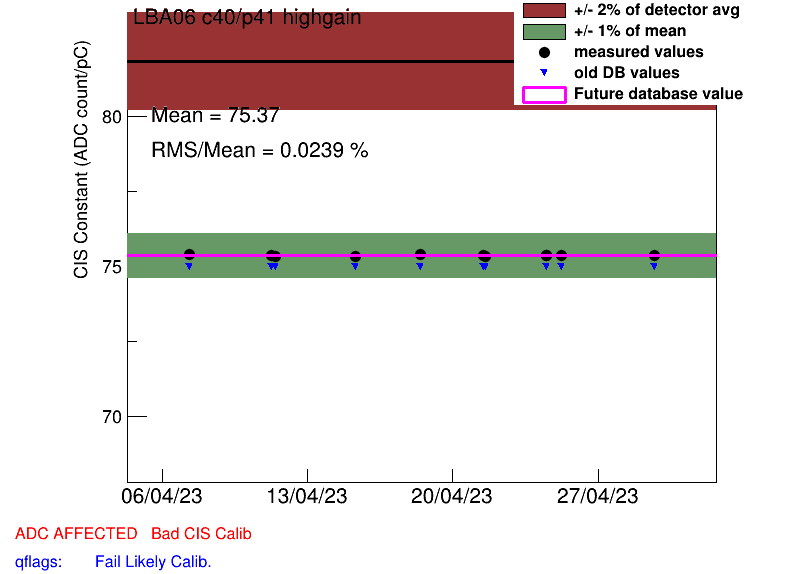 LBA06 c40/p41 highgain
+/- 2% of detector avg
+/- 1% of mean
measured values
old DB values
Future database value
Mean = 75.37
RMS/Mean = 0.0239 %
CIS Constant (ADC count/pC)
80
75
70
06/04/23 13/04/23 20/04/23 27/04/23
ADC AFFECTED Bad CIS Calib
qflags: Fail Likely Calib.